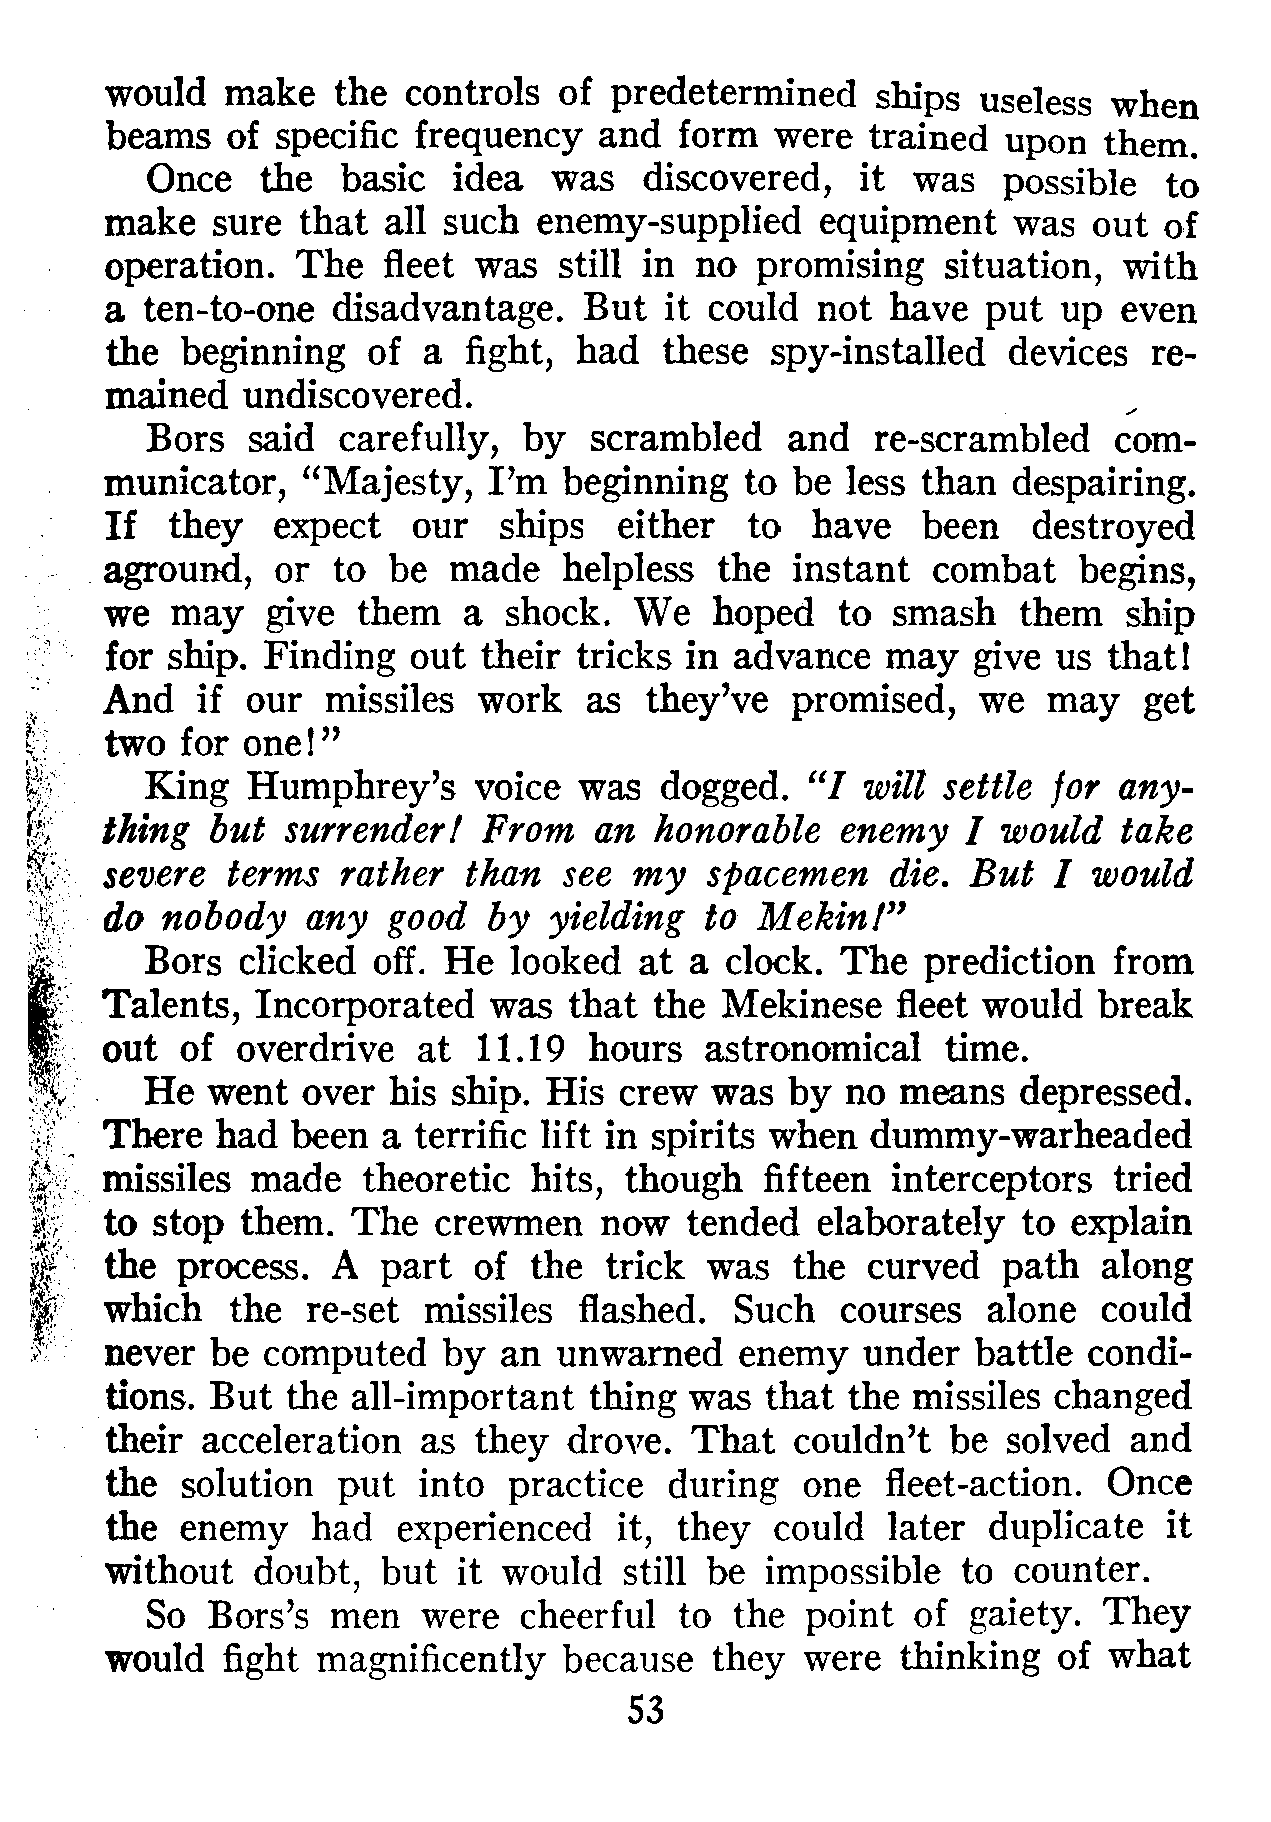 would make the controls of predetermined ships useless when
beams of specific frequency and form were trained upon them.
Once the basic idea was discovered, it was possible to
make sure that all such enemy-supplied equipment was out of
operation. The fleet was still in no promising situation, with
a ten-to-one disadvantage. But it could not have put up even
the beginning of a fight, had these spy-installed devices re-
mained undiscovered.
Bors said carefully, by scrambled and re-scrambled com-
municator, “Majesty, I’m beginning to be less than despairing.
If they expect our ships either to have been destroyed
aground, or to be made helpless the instant combat begins,
we may give them a shock. We hoped to smash them ship
for ship. Finding out their tricks in advance may give us that!
And if our missiles work as they’ve promised, we may get
two for one!”
King Humphrey’s voice was dogged. “I will settle for any-
thing but surrender! From an honorable enemy I would take
severe terms rather than see my spacemen die. But I would
do nobody any good by yielding to Mekin!”
Bors clicked off. He looked at a clock. The prediction from
Talents, Incorporated was that the Mekinese fleet would break
out of overdrive at 11.19 hours astronomical time.
He went over his ship. His crew was by no means depressed.
There had been a terrific lift in spirits when dummy-warheaded
missiles made theoretic hits, though fifteen interceptors tried
to stop them. The crewmen now tended elaborately to explain
the process. A part of the trick was the curved path along
which the re-set missiles flashed. Such courses alone could
never be computed by an unwarned enemy under battle condi-
tions. But the all-important thing was that the missiles changed
their acceleration as they drove. That couldn’t be solved and
the solution put into practice during one fleet-action. Once
the enemy had experienced it, they could later duplicate it
without doubt, but it would still be impossible to counter.
So Bors’s men were cheerful to the point of gaiety. They
would fight magnificently because they were thinking of what
53